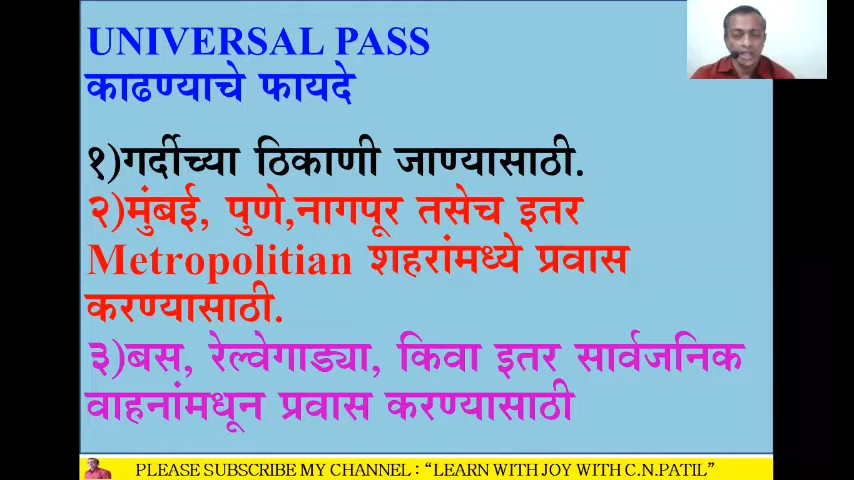 UNIVERSAL PASS
काढण्याचे फायदे
१)गर्दीच्या ठिकाणी जाण्यासाठी.
२)मुंबई, पुणे,नागपूर तसेच इतर
Metropolitian शहरांमध्ये प्रवास
करण्यासाठी.
३)बस, रेल्वेगाड्या, किवा इतर सार्वजनिक
वाहनांमधून प्रवास करण्यासाठी
PLEASE SUBSCRIBE MY CHANNEL : “LEARN WITH JOY WITH C.N.PATIL”